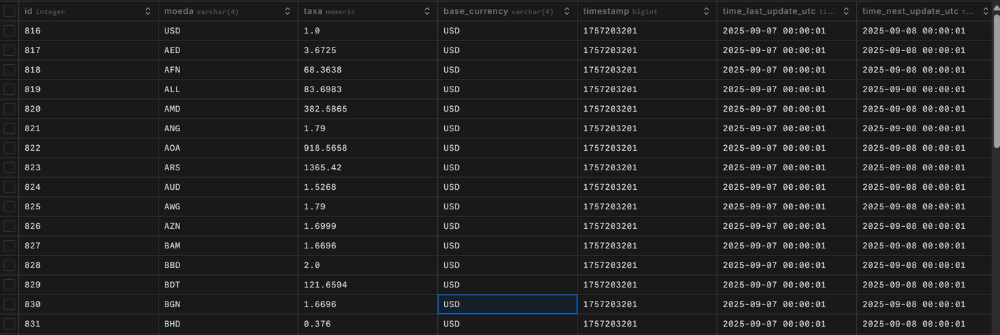 id integer moeda varchar(4) taxa numeric base_currency varchar(4) timestamp bigint time_last_update_utc ti... time_next_update_utc t...
816 USD 1.0 USD 1757203201 2025-09-07 00:00:01 2025-09-08 00:00:01
817 AED 3.6725 USD 1757203201 2025-09-07 00:00:01 2025-09-08 00:00:01
818 AFN 68.3638 USD 1757203201 2025-09-07 00:00:01 2025-09-08 00:00:01
819 ALL 83.6983 USD 1757203201 2025-09-07 00:00:01 2025-09-08 00:00:01
820 AMD 382.5865 USD 1757203201 2025-09-07 00:00:01 2025-09-08 00:00:01
821 ANG 1.79 USD 1757203201 2025-09-07 00:00:01 2025-09-08 00:00:01
822 AOA 918.5658 USD 1757203201 2025-09-07 00:00:01 2025-09-08 00:00:01
823 ARS 1365.42 USD 1757203201 2025-09-07 00:00:01 2025-09-08 00:00:01
824 AUD 1.5268 USD 1757203201 2025-09-07 00:00:01 2025-09-08 00:00:01
825 AWG 1.79 USD 1757203201 2025-09-07 00:00:01 2025-09-08 00:00:01
826 AZN 1.6999 USD 1757203201 2025-09-07 00:00:01 2025-09-08 00:00:01
827 BAM 1.6696 USD 1757203201 2025-09-07 00:00:01 2025-09-08 00:00:01
828 BBD 2.0 USD 1757203201 2025-09-07 00:00:01 2025-09-08 00:00:01
829 BDT 121.6594 USD 1757203201 2025-09-07 00:00:01 2025-09-08 00:00:01
830 BGN 1.6696 USD 1757203201 2025-09-07 00:00:01 2025-09-08 00:00:01
831 BHD 0.376 USD 1757203201 2025-09-07 00:00:01 2025-09-08 00:00:01